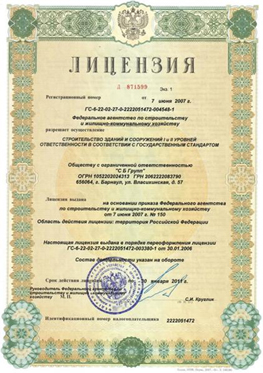 ЛИЦЕНЗИЯ
Д 071599 Экз. 1
Регистрационный номер от 7 июня 2007 г.
ГС-6-22-02-27-0-2222051472-004548-1
Федеральное агентство по строительству
и жилищно-коммунальному хозяйству
разрешает осуществление
СТРОИТЕЛЬСТВО ЗДАНИЙ И СООРУЖЕНИЙ I и II УРОВНЕЙ
ОТВЕТСТВЕННОСТИ В СООТВЕТСТВИИ С ГОСУДАРСТВЕННЫМ СТАНДАРТОМ
Обществу с ограниченной ответственностью
"С Б Групп"
ОГРН 1052202024313 ГРН 2062222085790
656064, г. Барнаул, ул. Власихинская, д. 57
Лицензия выдана на основании приказа Федерального агентства
по строительству и жилищно-коммунальному хозяйству
от 7 июня 2007 г. № 150
Область действия лицензии: территория Российской Федерации
Настоящая лицензия выдана в порядке переоформления лицензии
ГС-6-22-02-27-0-2222051472-003380-1 от 30.01.2006
Состав деятельности указан на обороте
Срок действия января 2011 г.
Руководитель Федерального агентства
по строительству и жилищно-
коммунальному хозяйству
М.П.
С.И. Круглик
Идентификационный номер налогоплательщика 2222051472